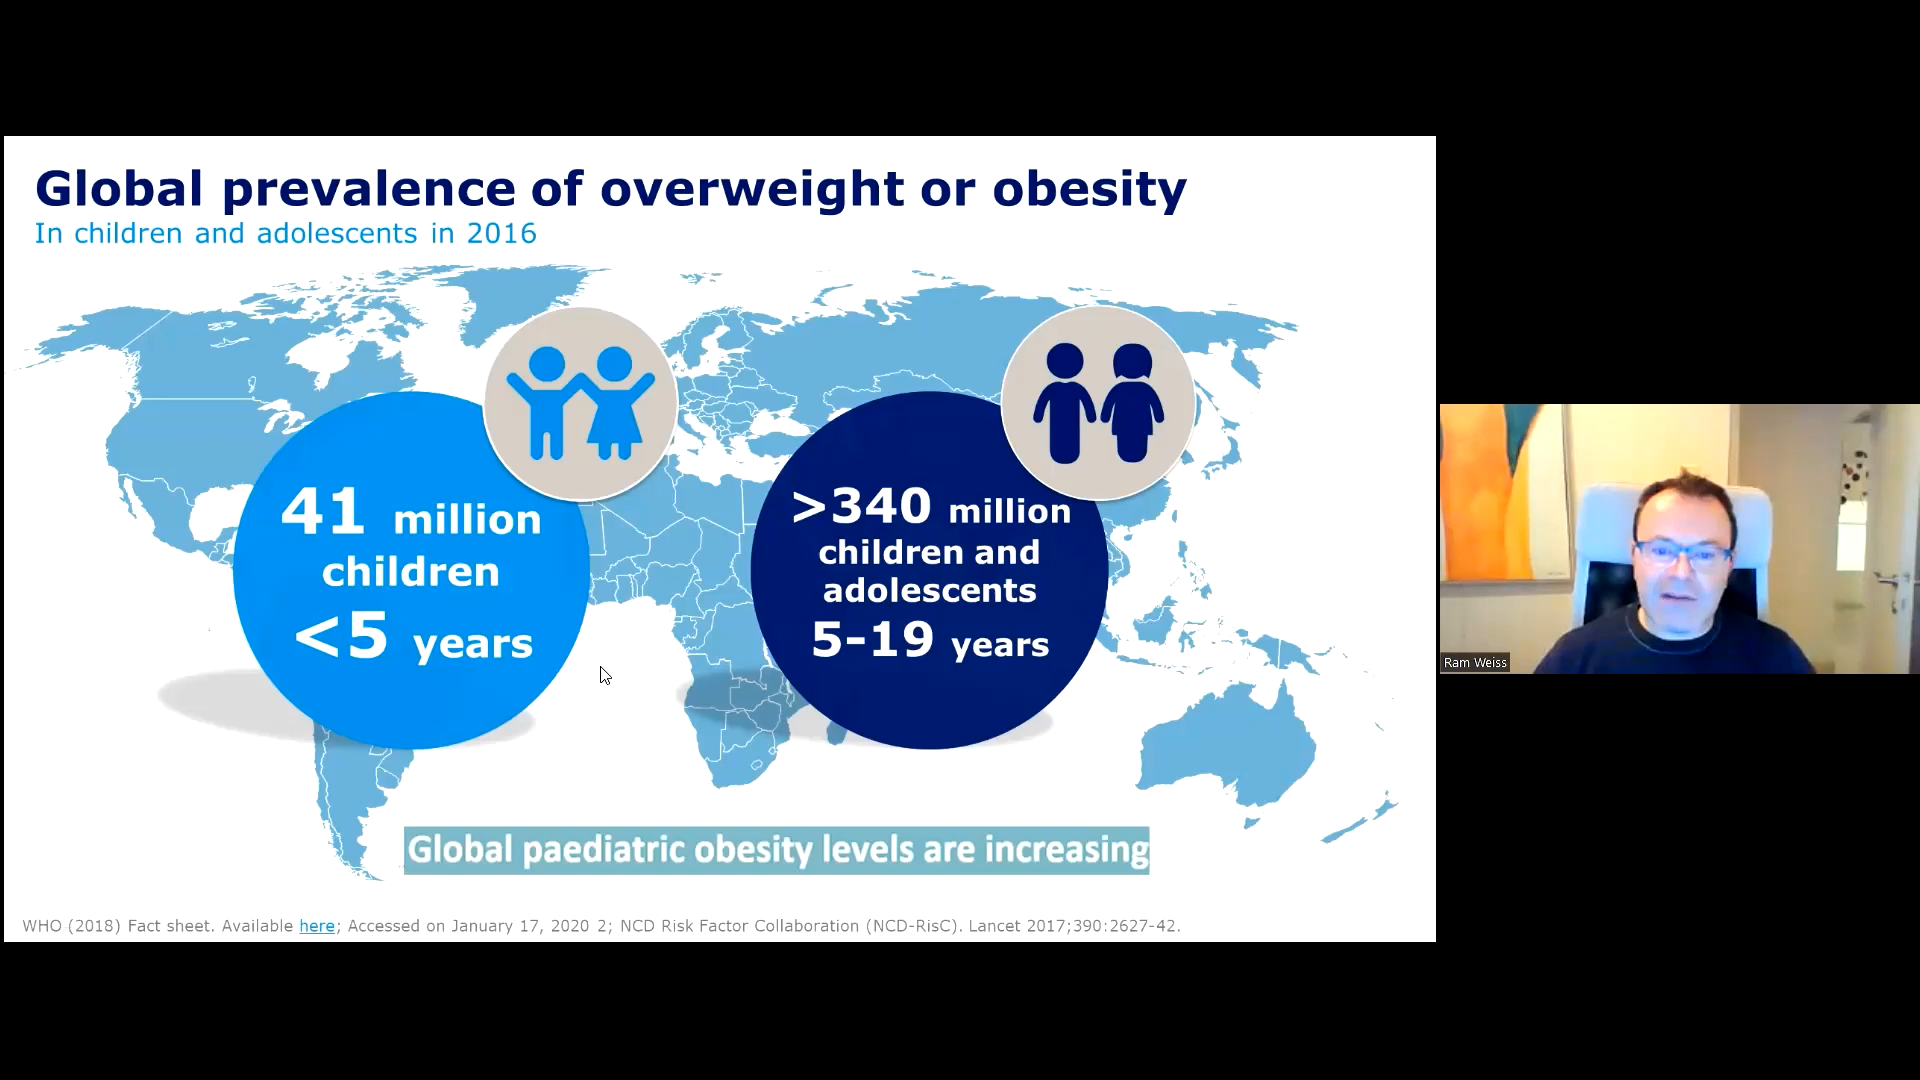 Global prevalence of overweight or obesity
In children and adolescents in 2016
41 million
children
<5 years
>340 million
children and
adolescents
5-19 years
Global paediatric obesity levels are increasing
WHO (2018) Fact sheet. Available here; Accessed on January 17, 2020 2; NCD Risk Factor Collaboration (NCD-RisC). Lancet 2017;390:2627-42.
Ram Weiss